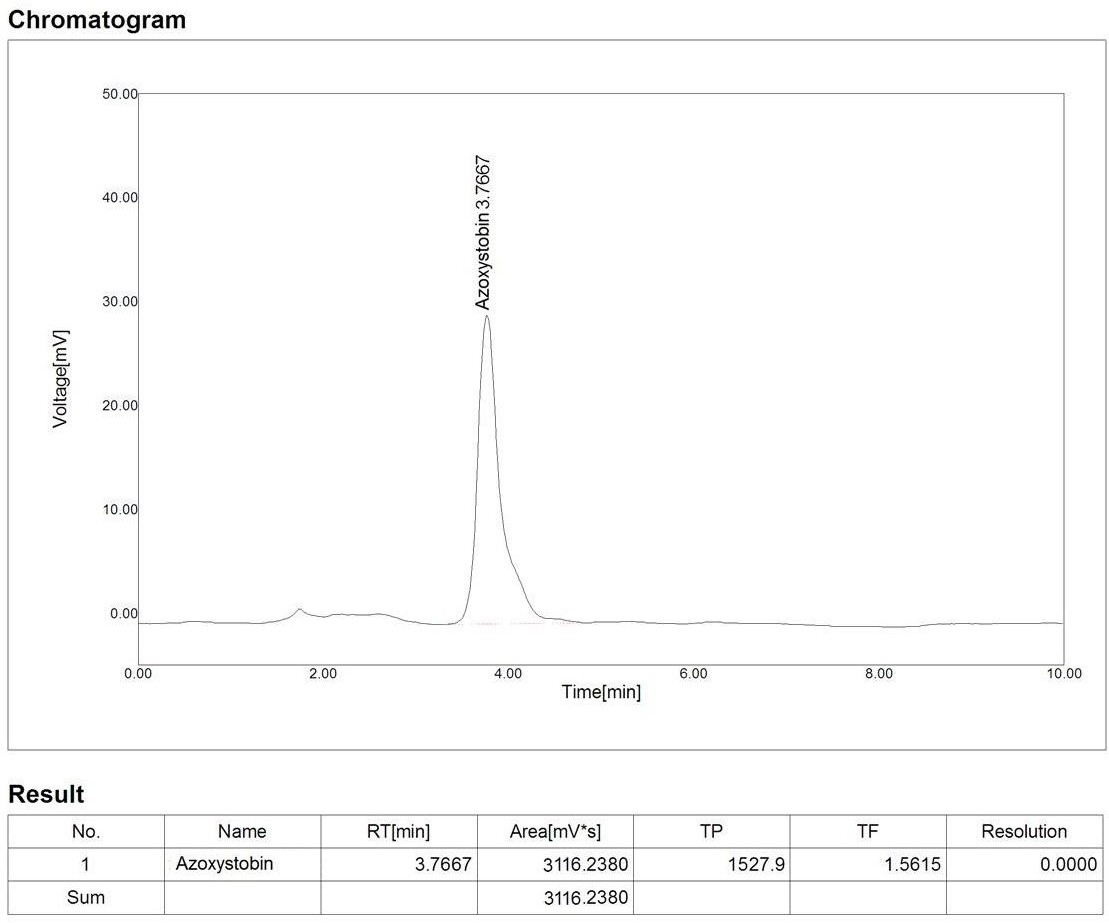 Chromatogram
50.00
40.00
30.00
20.00
10.00
0.00
Voltage[mV]
Azoxystobin 3.7667
0.00 2.00 4.00 6.00 8.00 10.00
Time[min]
Result
No. Name RT[min] Area[mV*s] TP TF Resolution
1 Azoxystobin 3.7667 3116.2380 1527.9 1.5615 0.0000
Sum 3116.2380